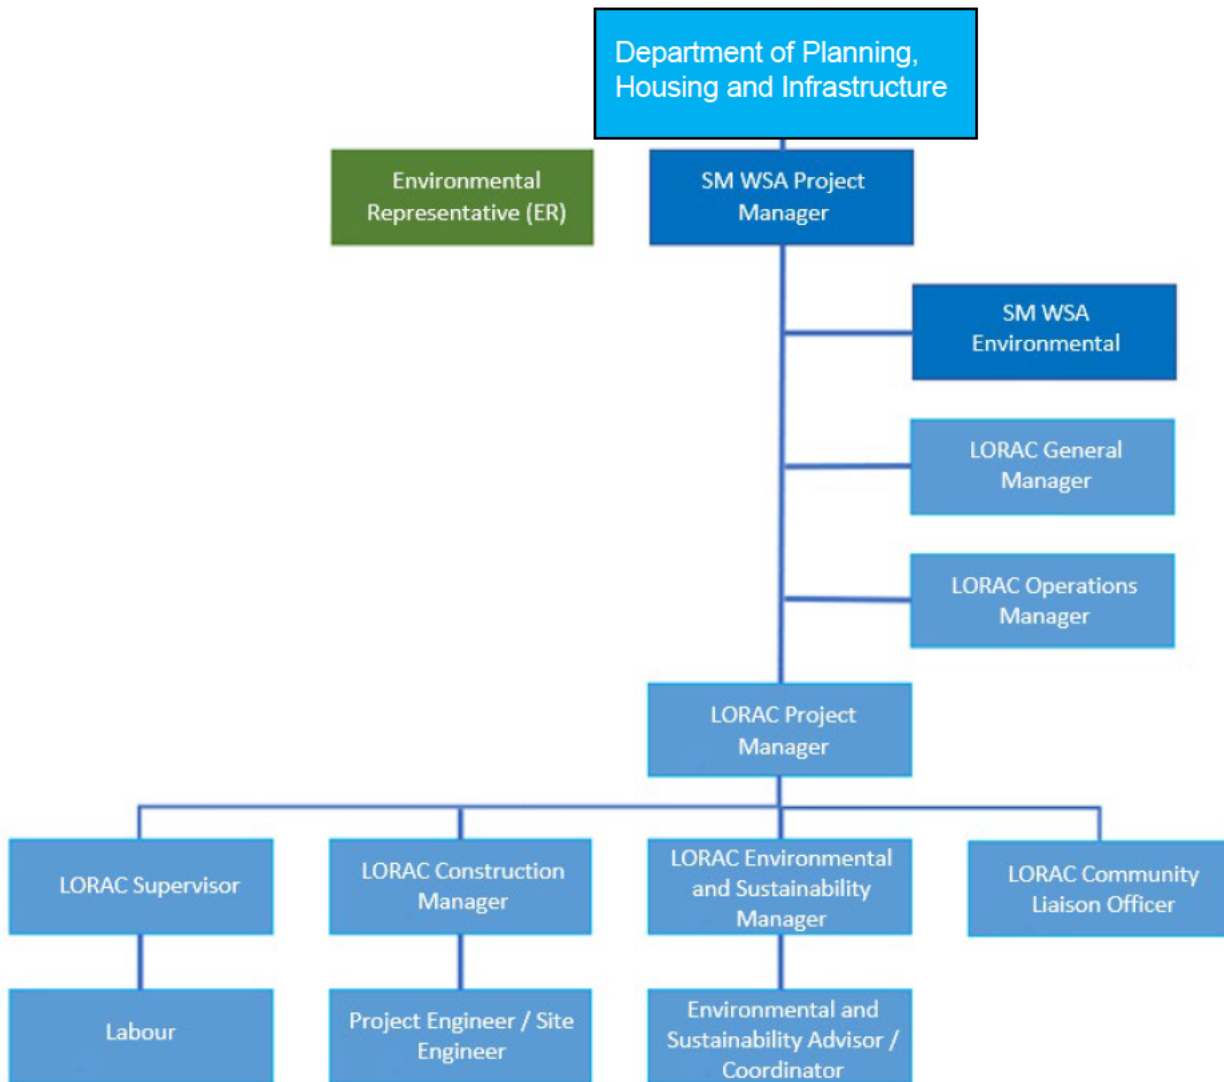 Department of Planning,
Housing and Infrastructure
Environmental
Representative (ER)
SM WSA Project
Manager
SM WSA
Environmental
LORAC General
Manager
LORAC Operations
Manager
LORAC Project
Manager
LORAC Supervisor
LORAC Construction
Manager
LORAC Environmental
and Sustainability
Manager
LORAC Community
Liaison Officer
Labour
Project Engineer / Site
Engineer
Environmental and
Sustainability Advisor /
Coordinator